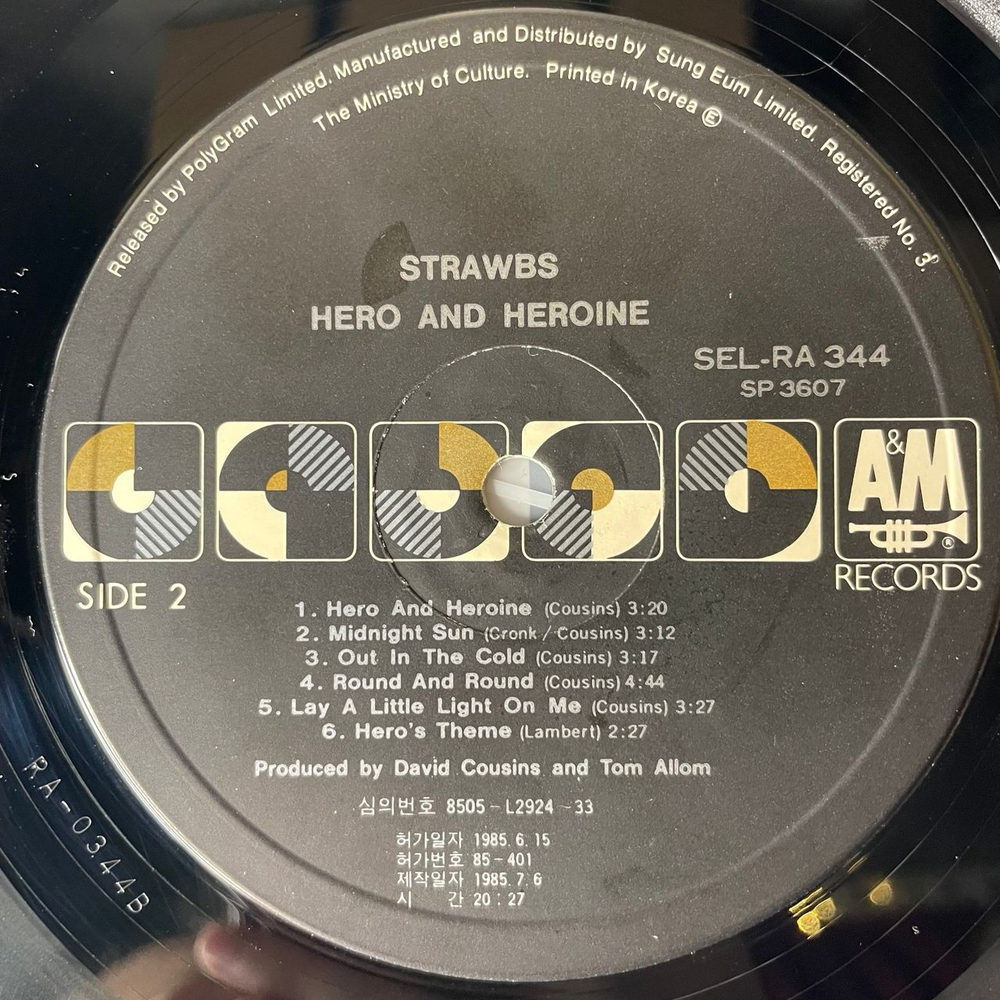 Released by PolyGram Limited. Manufactured and Distributed by Sung Eum Limited. Registered No. 3.
The Ministry of Culture. Printed in Korea Ⓔ
STRAWBS
HERO AND HEROINE
SEL-RA 344
SP 3607
A&M
®
RECORDS
SIDE 2
1. Hero And Heroine (Cousins) 3:20
2. Midnight Sun (Cronk / Cousins) 3:12
3. Out In The Cold (Cousins) 3:17
4. Round And Round (Cousins) 4:44
5. Lay A Little Light On Me (Cousins) 3:27
6. Hero's Theme (Lambert) 2:27
Produced by David Cousins and Tom Allom
심의번호 8505-L2924-33
허가일자 1985.6.15
허가번호 85-401
제작일자 1985.7.6
시 간 20:27
RA-0344B